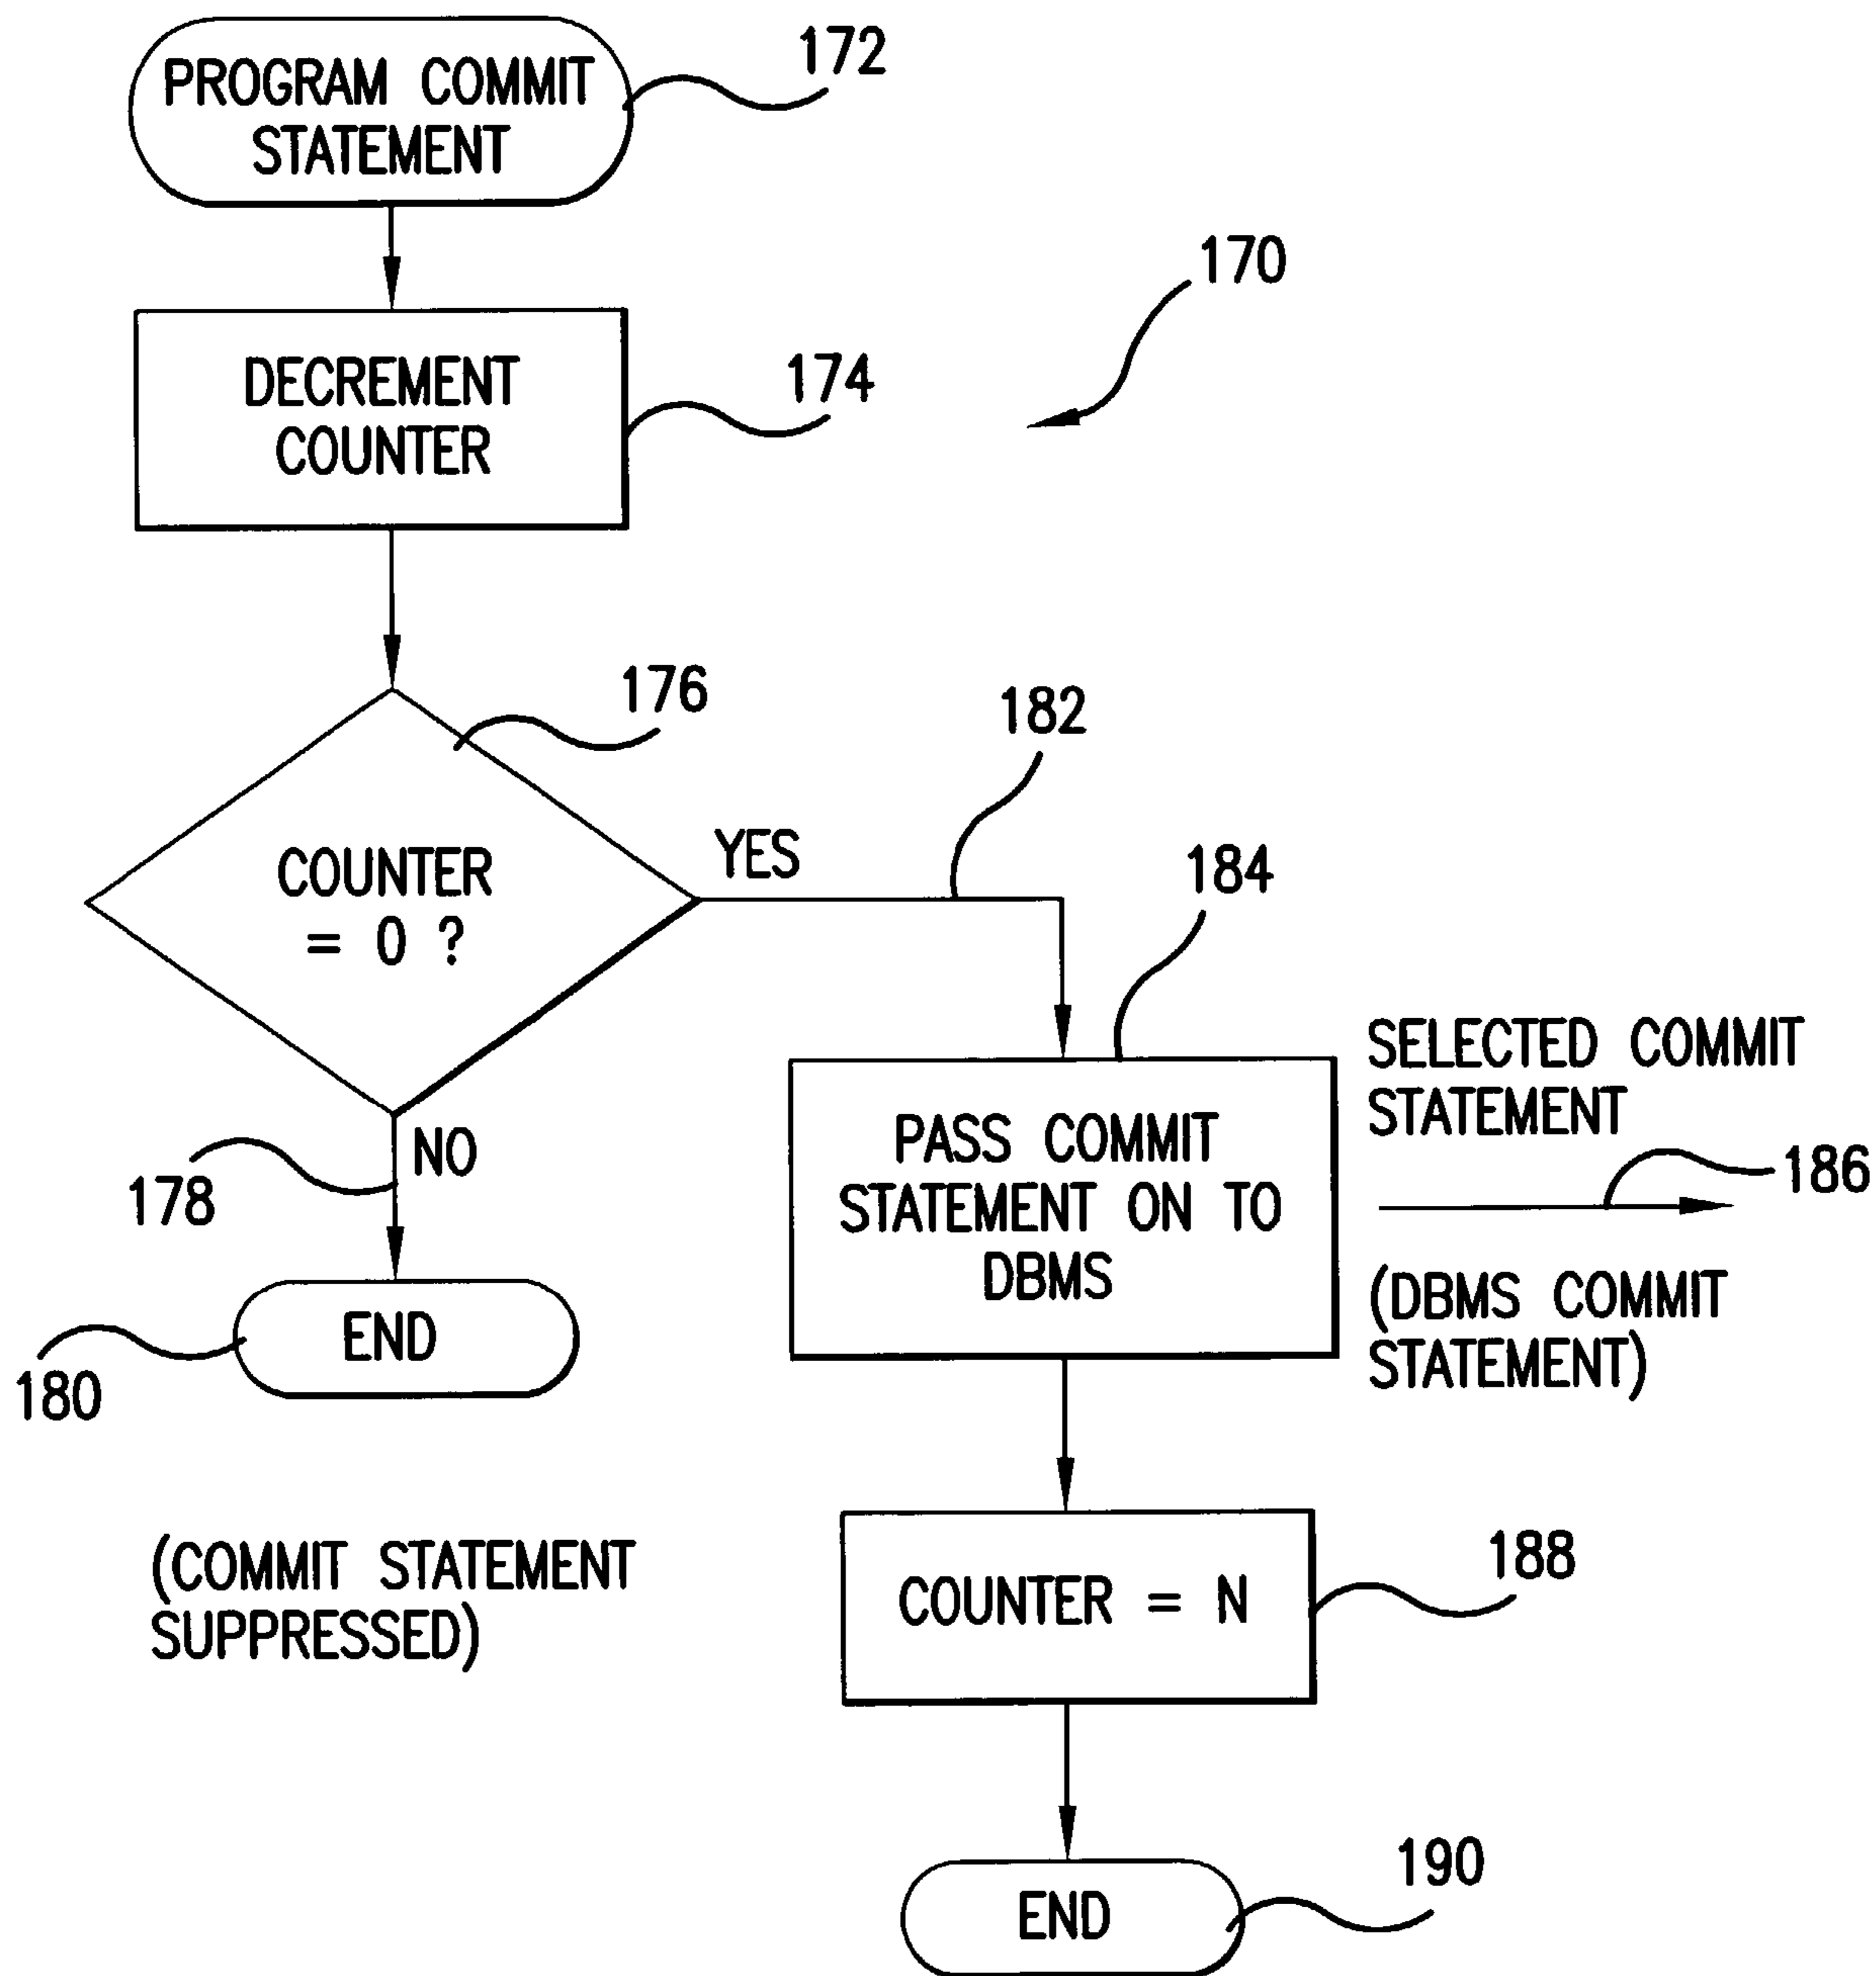 PROGRAM COMMIT
STATEMENT
172
170
DECREMENT
COUNTER
174
176
182
COUNTER
= 0 ?
YES
184
NO
178
SELECTED COMMIT
STATEMENT
186
PASS COMMIT
STATEMENT ON TO
DBMS
(DBMS COMMIT
STATEMENT)
END
180
(COMMIT STATEMENT
SUPPRESSED)
COUNTER = N
188
END
190